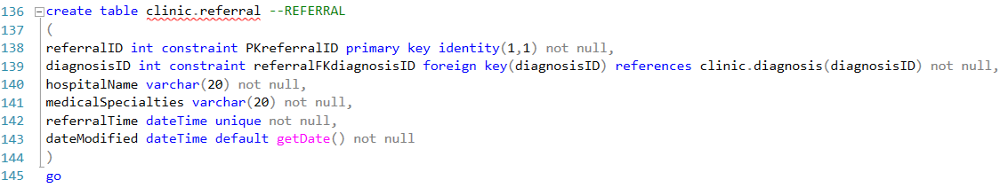 136 create table clinic.referral --REFERRAL
137 (
138 referralID int constraint PKreferralID primary key identity(1,1) not null,
139 diagnosisID int constraint referralFKdiagnosisID foreign key(diagnosisID) references clinic.diagnosis(diagnosisID) not null,
140 hospitalName varchar(20) not null,
141 medicalSpecialties varchar(20) not null,
142 referralTime dateTime unique not null,
143 dateModified dateTime default getDate() not null
144 )
145 go